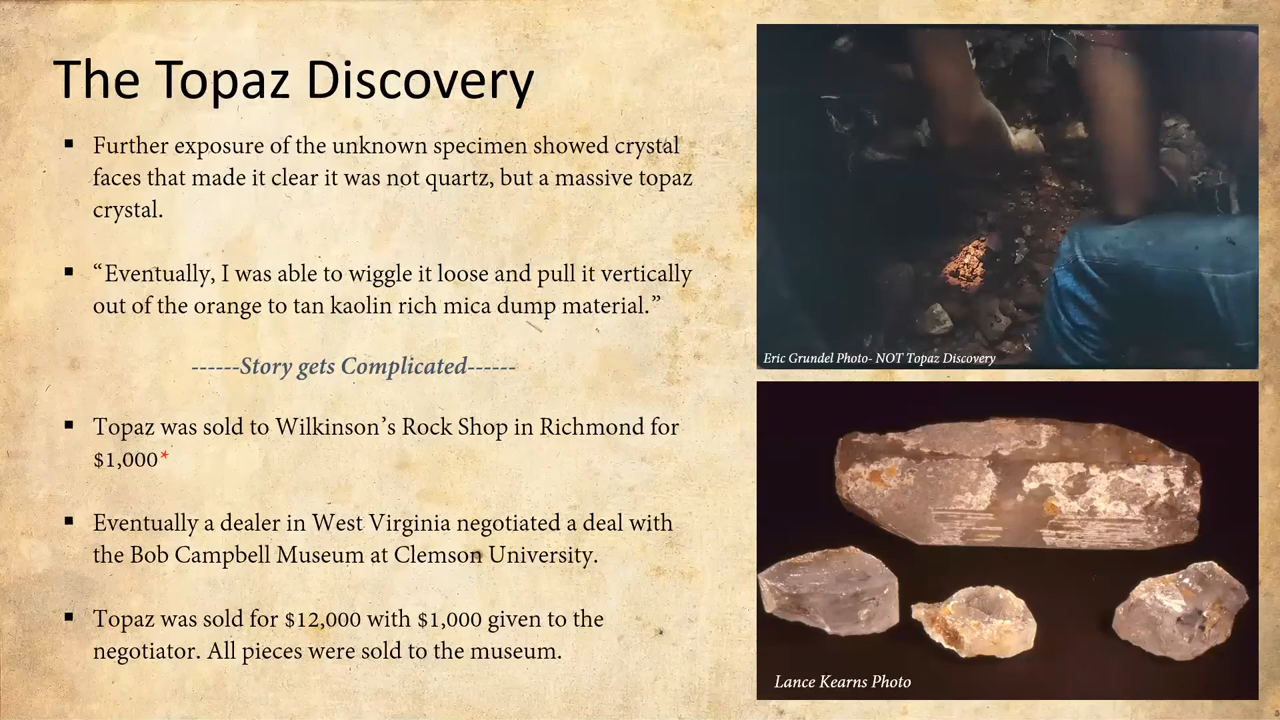 The Topaz Discovery
▪ Further exposure of the unknown specimen showed crystal
faces that made it clear it was not quartz, but a massive topaz
crystal.
▪ “Eventually, I was able to wiggle it loose and pull it vertically
out of the orange to tan kaolin rich mica dump material.”
------Story gets Complicated------
▪ Topaz was sold to Wilkinson’s Rock Shop in Richmond for
$1,000*
▪ Eventually a dealer in West Virginia negotiated a deal with
the Bob Campbell Museum at Clemson University.
▪ Topaz was sold for $12,000 with $1,000 given to the
negotiator. All pieces were sold to the museum.
Eric Grundel Photo- NOT Topaz Discovery
Lance Kearns Photo